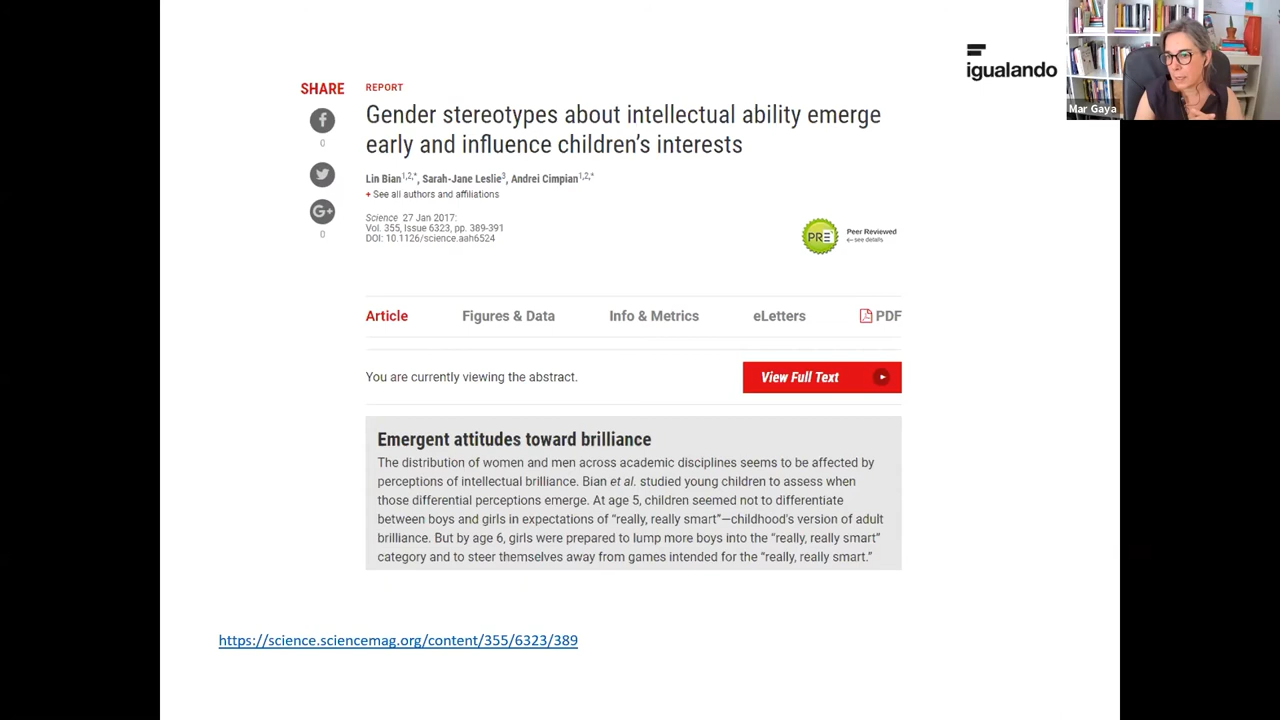 igualando
Mar Gaya
SHARE
0
0
REPORT
Gender stereotypes about intellectual ability emerge
early and influence children's interests
Lin Bian1,2,*, Sarah-Jane Leslie3, Andrei Cimpian1,2,*
+ See all authors and affiliations
Science 27 Jan 2017:
Vol. 355, Issue 6323, pp. 389-391
DOI: 10.1126/science.aah6524
PRE
Peer Reviewed
← see details
Article Figures & Data Info & Metrics eLetters PDF
You are currently viewing the abstract.
View Full Text
Emergent attitudes toward brilliance
The distribution of women and men across academic disciplines seems to be affected by
perceptions of intellectual brilliance. Bian et al. studied young children to assess when
those differential perceptions emerge. At age 5, children seemed not to differentiate
between boys and girls in expectations of “really, really smart”—childhood's version of adult
brilliance. But by age 6, girls were prepared to lump more boys into the “really, really smart”
category and to steer themselves away from games intended for the “really, really smart.”
https://science.sciencemag.org/content/355/6323/389